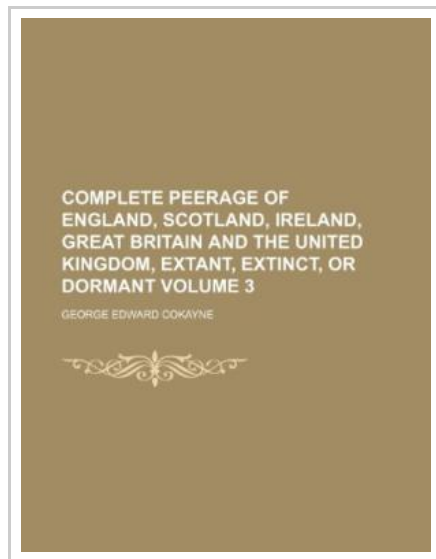 COMPLETE PEERAGE OF
ENGLAND, SCOTLAND, IRELAND,
GREAT BRITAIN AND THE UNITED
KINGDOM, EXTANT, EXTINCT, OR
DORMANT VOLUME 3
GEORGE EDWARD COKAYNE